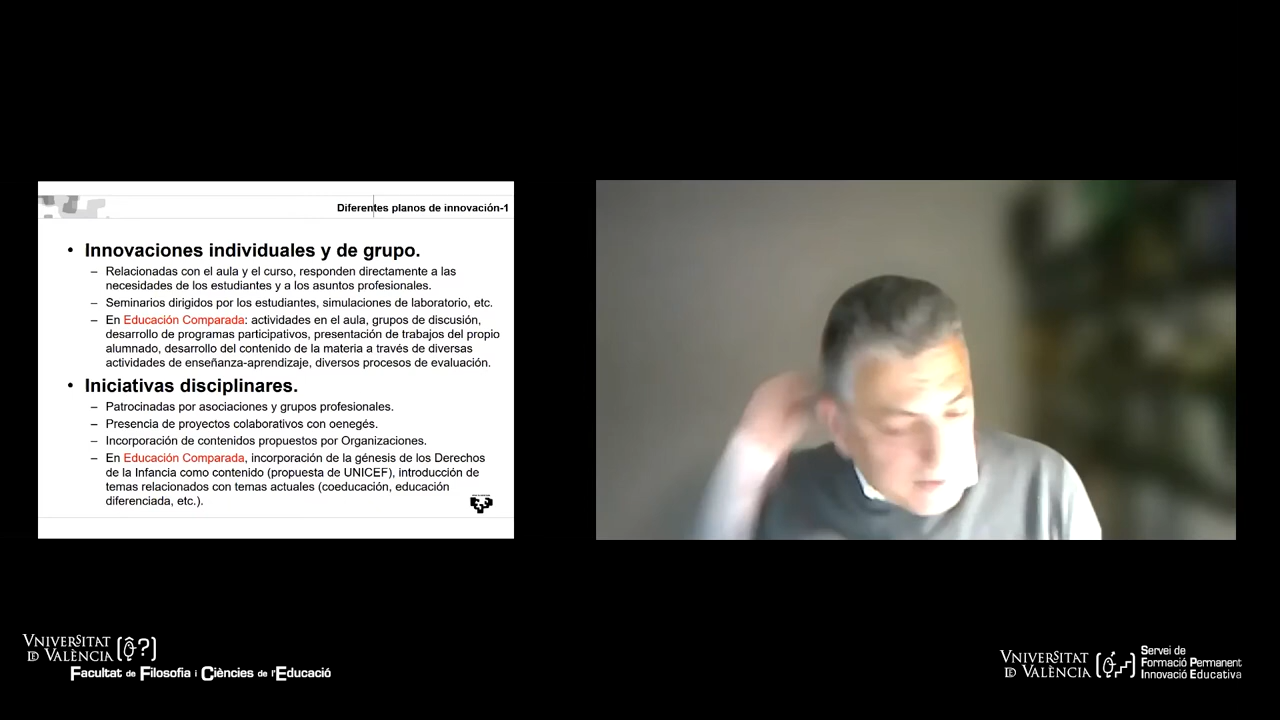 Diferentes planos de innovación-1
• Innovaciones individuales y de grupo.
– Relacionadas con el aula y el curso, responden directamente a las
necesidades de los estudiantes y a los asuntos profesionales.
– Seminarios dirigidos por los estudiantes, simulaciones de laboratorio, etc.
– En Educación Comparada: actividades en el aula, grupos de discusión,
desarrollo de programas participativos, presentación de trabajos del propio
alumnado, desarrollo del contenido de la materia a través de diversas
actividades de enseñanza-aprendizaje, diversos procesos de evaluación.
• Iniciativas disciplinares.
– Patrocinadas por asociaciones y grupos profesionales.
– Presencia de proyectos colaborativos con oenegés.
– Incorporación de contenidos propuestos por Organizaciones.
– En Educación Comparada, incorporación de la génesis de los Derechos
de la Infancia como contenido (propuesta de UNICEF), introducción de
temas relacionados con temas actuales (coeducación, educación
diferenciada, etc.).
VNIVERSITAT
DE VALÈNCIA
Facultat de Filosofia i Ciències de l'Educació
VNIVERSITAT
DE VALÈNCIA
Servei de
Formació Permanent
Innovació Educativa